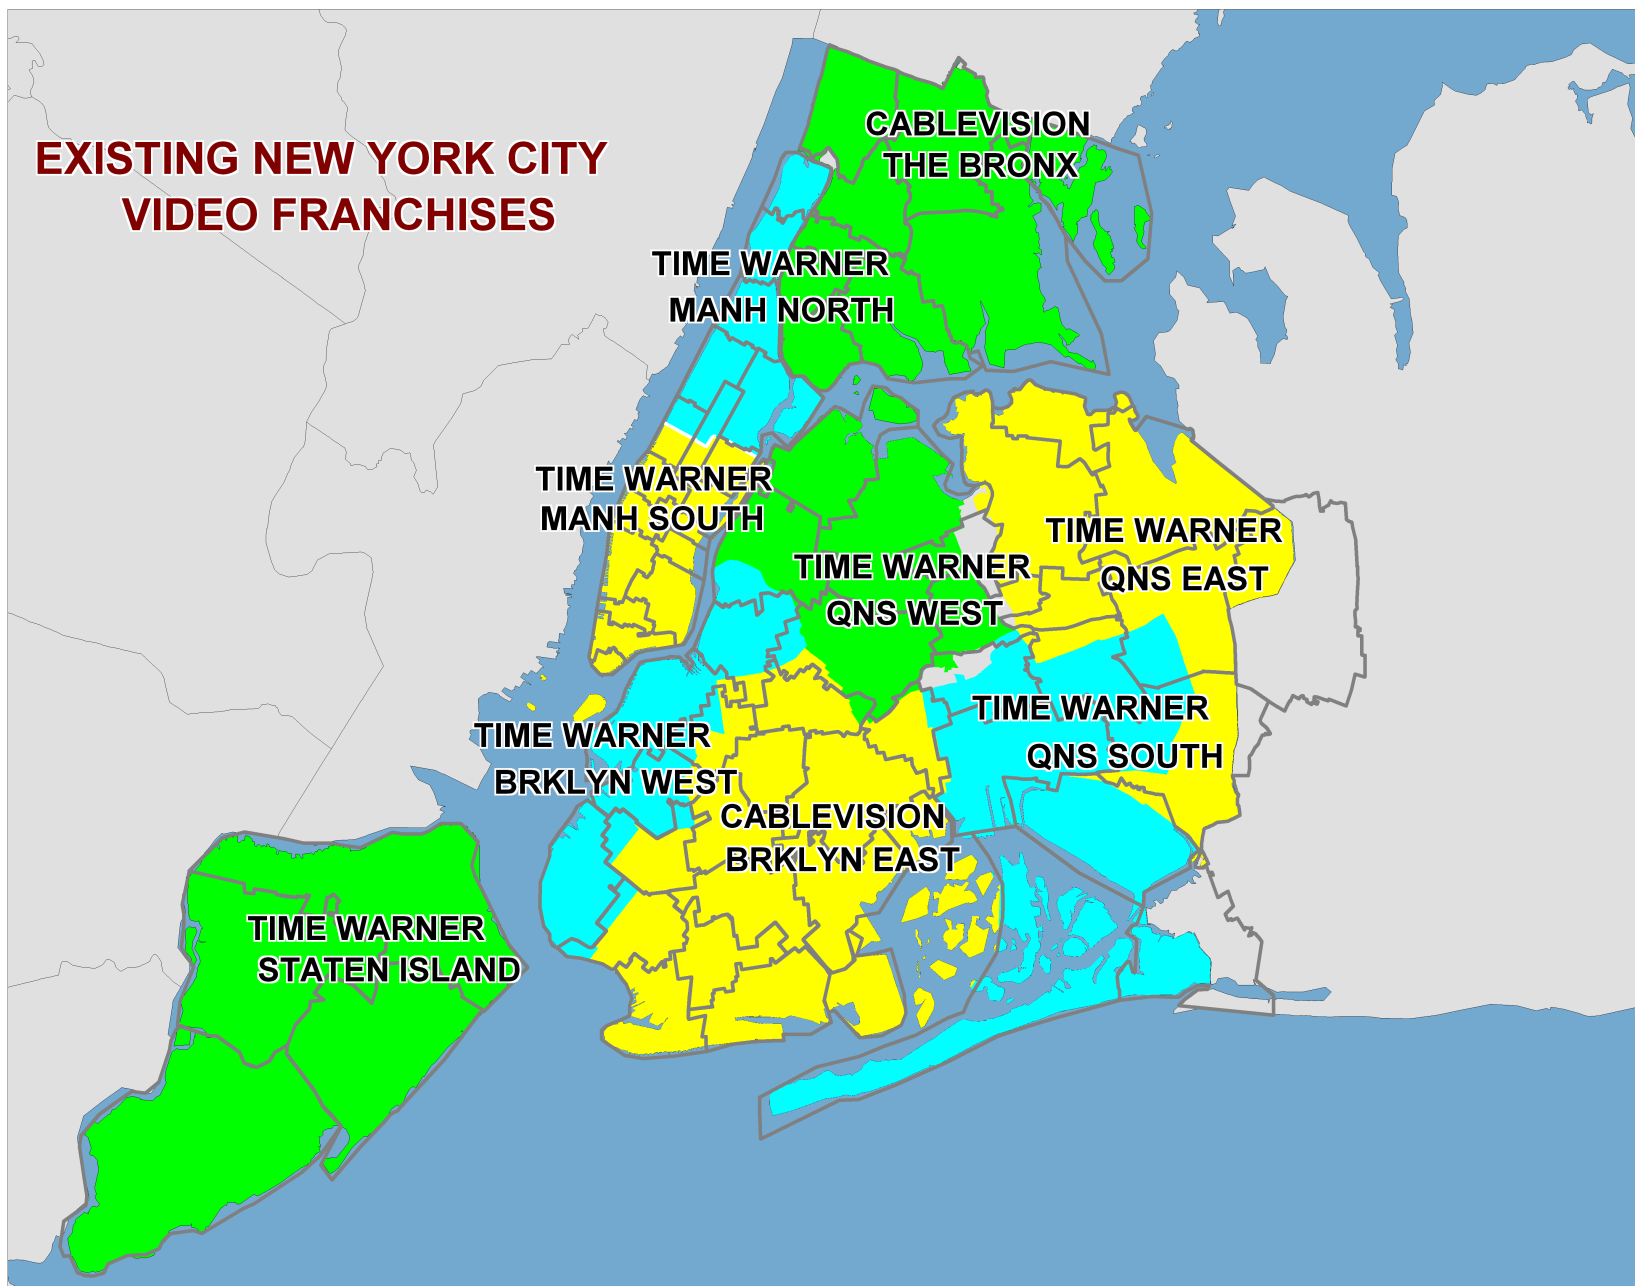 EXISTING NEW YORK CITY
VIDEO FRANCHISES
CABLEVISION
THE BRONX
TIME WARNER
MANH NORTH
TIME WARNER
MANH SOUTH
TIME WARNER
QNS EAST
TIME WARNER
QNS WEST
TIME WARNER
QNS SOUTH
TIME WARNER
BRKLYN WEST
CABLEVISION
BRKLYN EAST
TIME WARNER
STATEN ISLAND